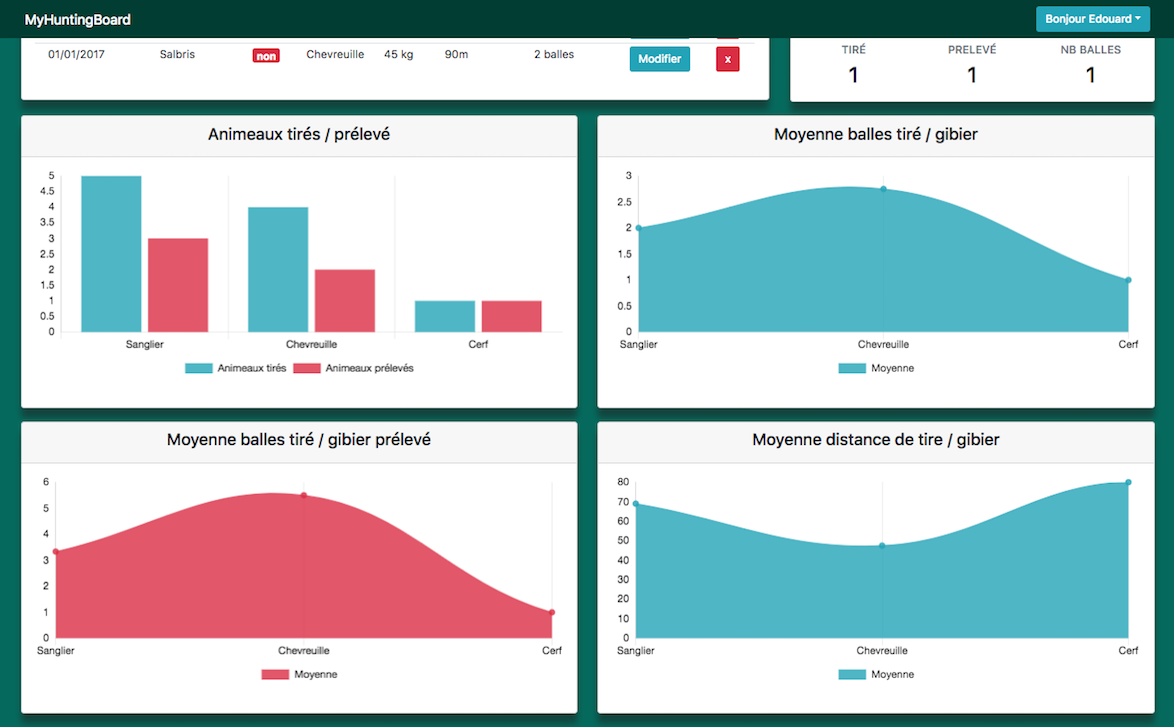 MyHuntingBoard
Bonjour Edouard
01/01/2017 Salbris non Chevreuille 45 kg 90m 2 balles Modifier x
TIRÉ PRELEVÉ NB BALLES
1 1 1
Animeaux tirés / prélevé
5
4.5
4
3.5
3
2.5
2
1.5
1
0.5
0
Sanglier Chevreuille Cerf
Animeaux tirés Animeaux prélevés
Moyenne balles tiré / gibier
3
2.5
2
1.5
1
0.5
0
Sanglier Chevreuille Cerf
Moyenne
Moyenne balles tiré / gibier prélevé
6
5
4
3
2
1
0
Sanglier Chevreuille Cerf
Moyenne
Moyenne distance de tire / gibier
80
70
60
50
40
30
20
10
0
Sanglier Chevreuille Cerf
Moyenne